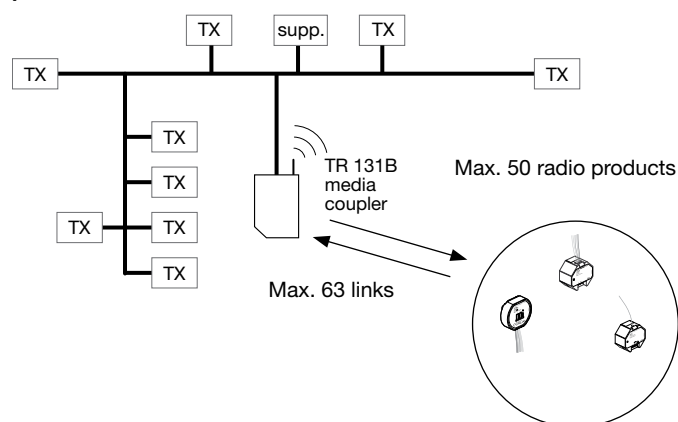 TX
supp.
TX
TX
TX
TX
TX
TR 131B
media
coupler
Max. 50 radio products
TX
TX
TX
TX
Max. 63 links